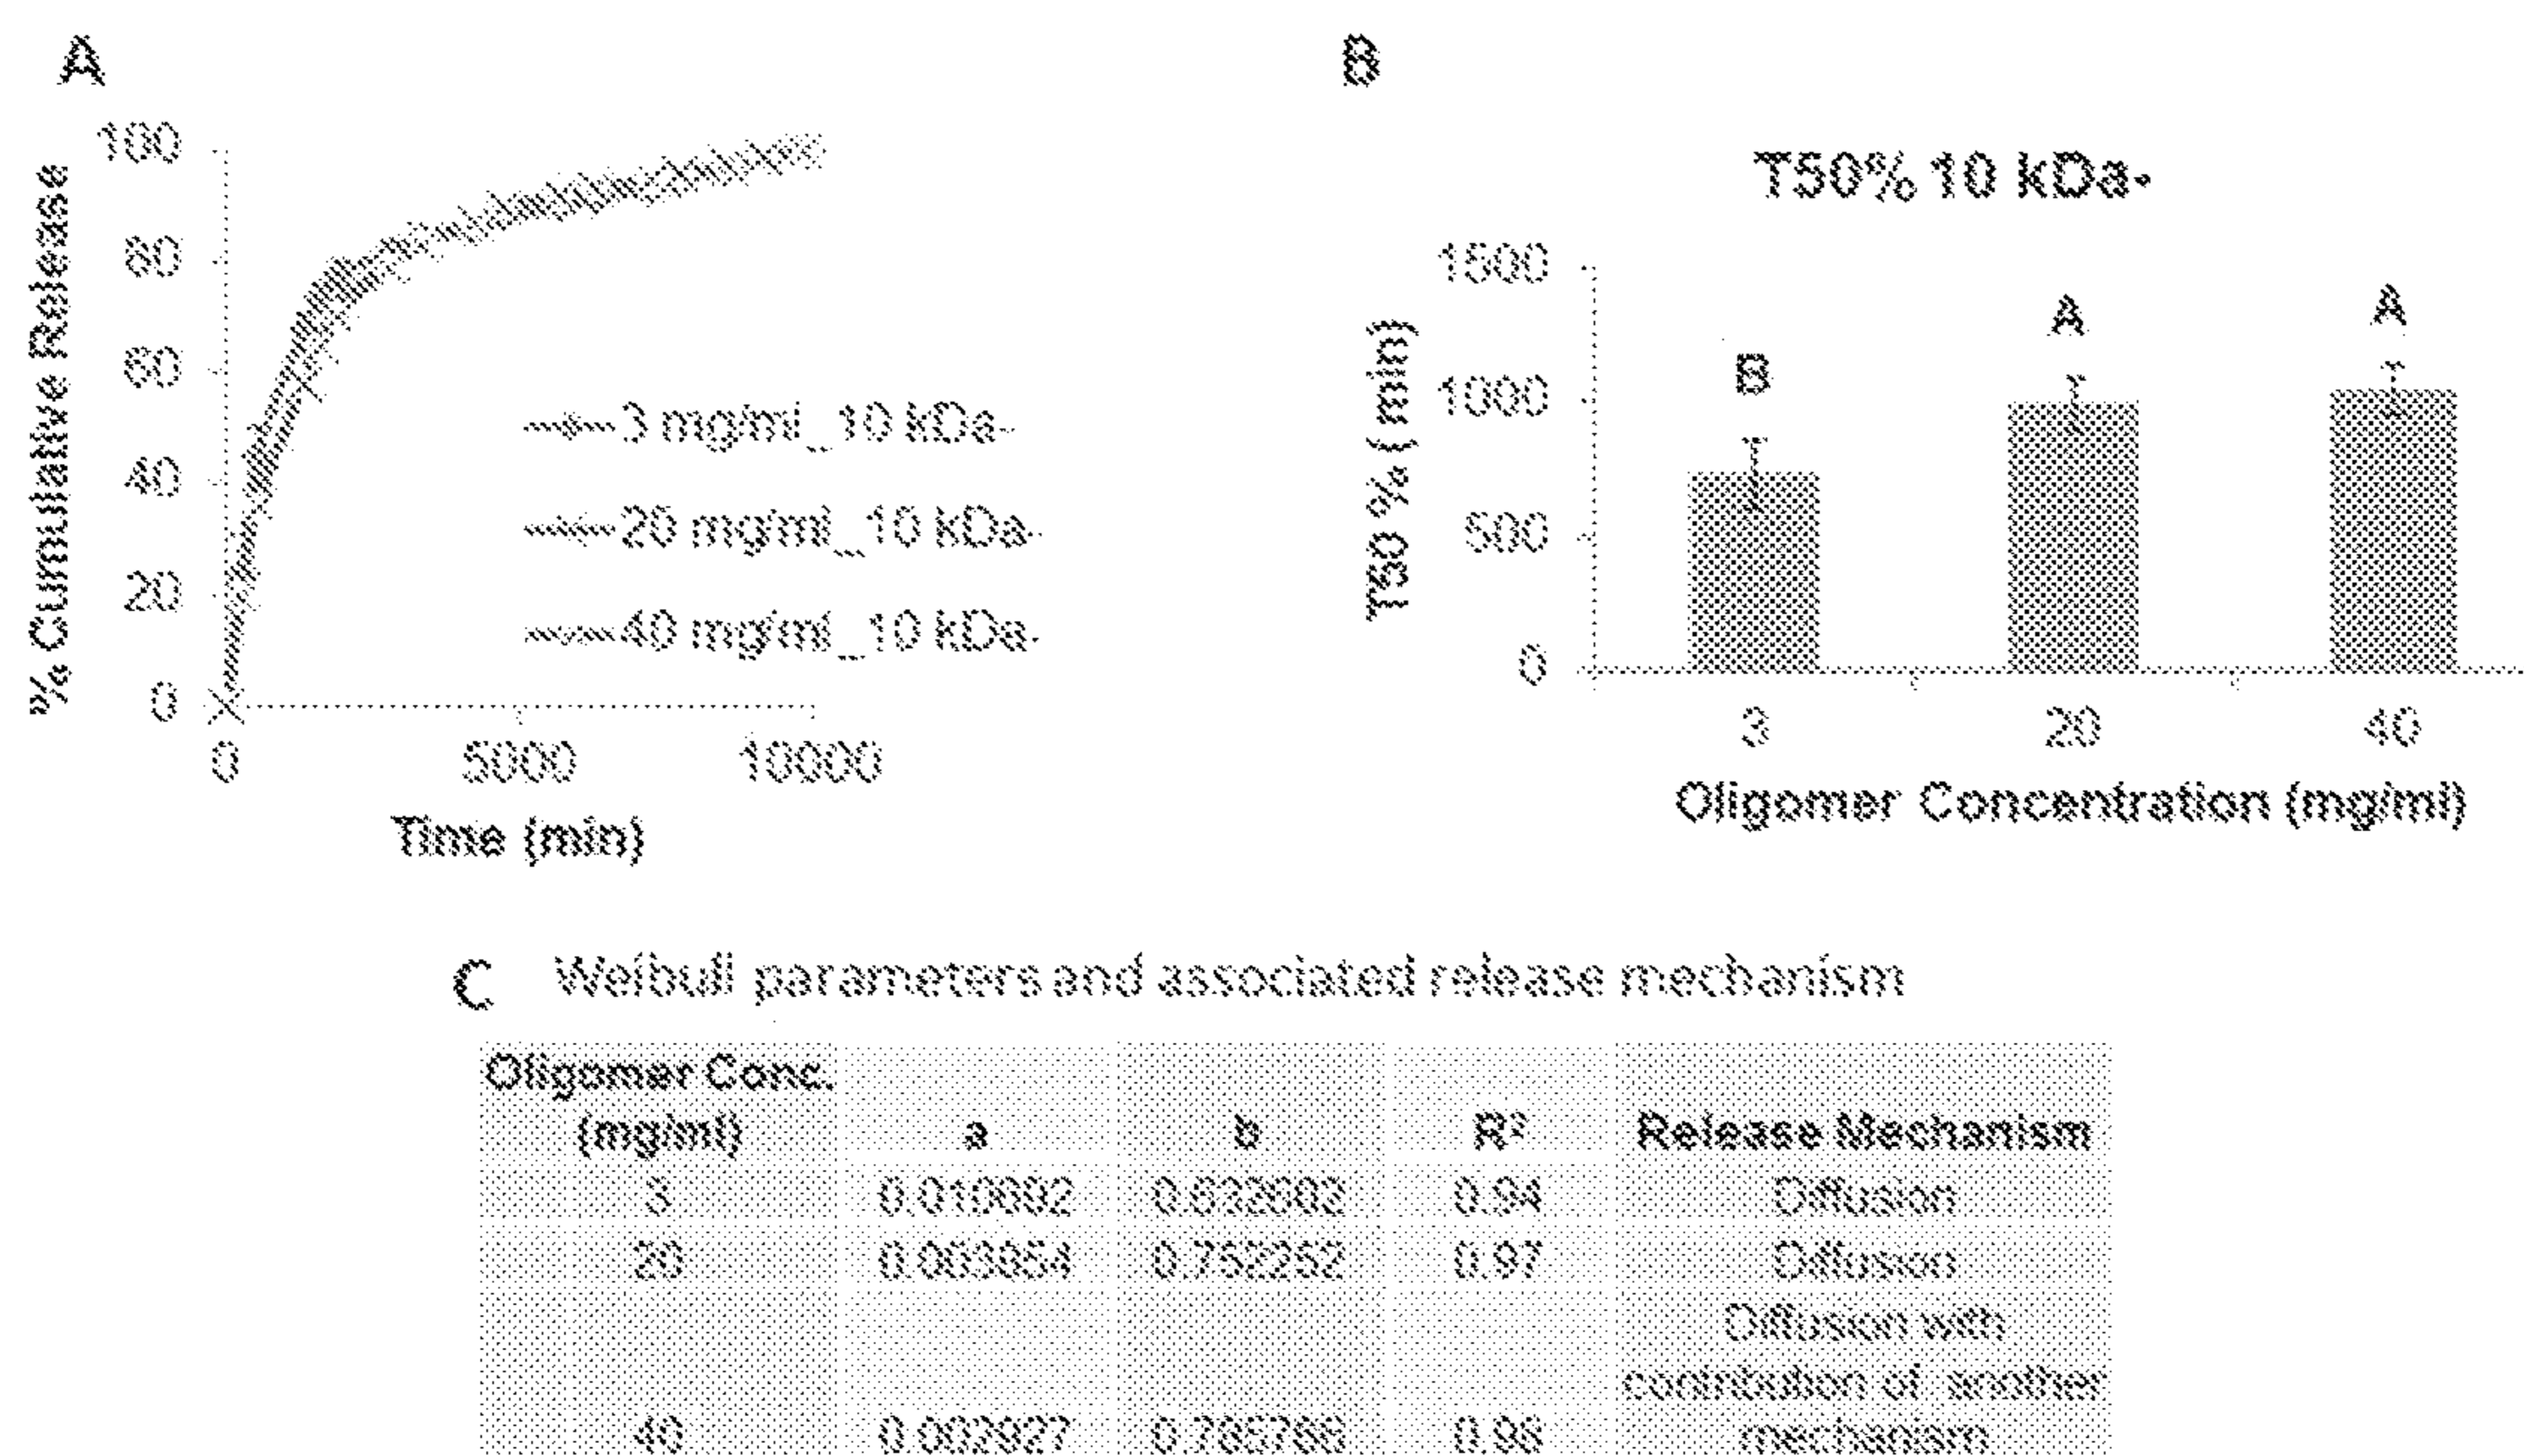 A
100
80
60
40
20
0
% Cumulative Release
0 5000 10000
Time (min)
3 mg/ml_10 kDa-
20 mg/ml_10 kDa-
40 mg/ml_10 kDa-
B
T50% 10 kDa-
1500
1000
500
0
T50 % ( min)
B A A
3 20 40
Oligomer Concentration (mg/ml)
C Weibull parameters and associated release mechanism
Oligomer Conc.
(mg/ml) a b R² Release Mechanism
3 0.94 Diffusion
20 0.97 Diffusion
Diffusion with
contribution of another
40 0.002927 mechanism